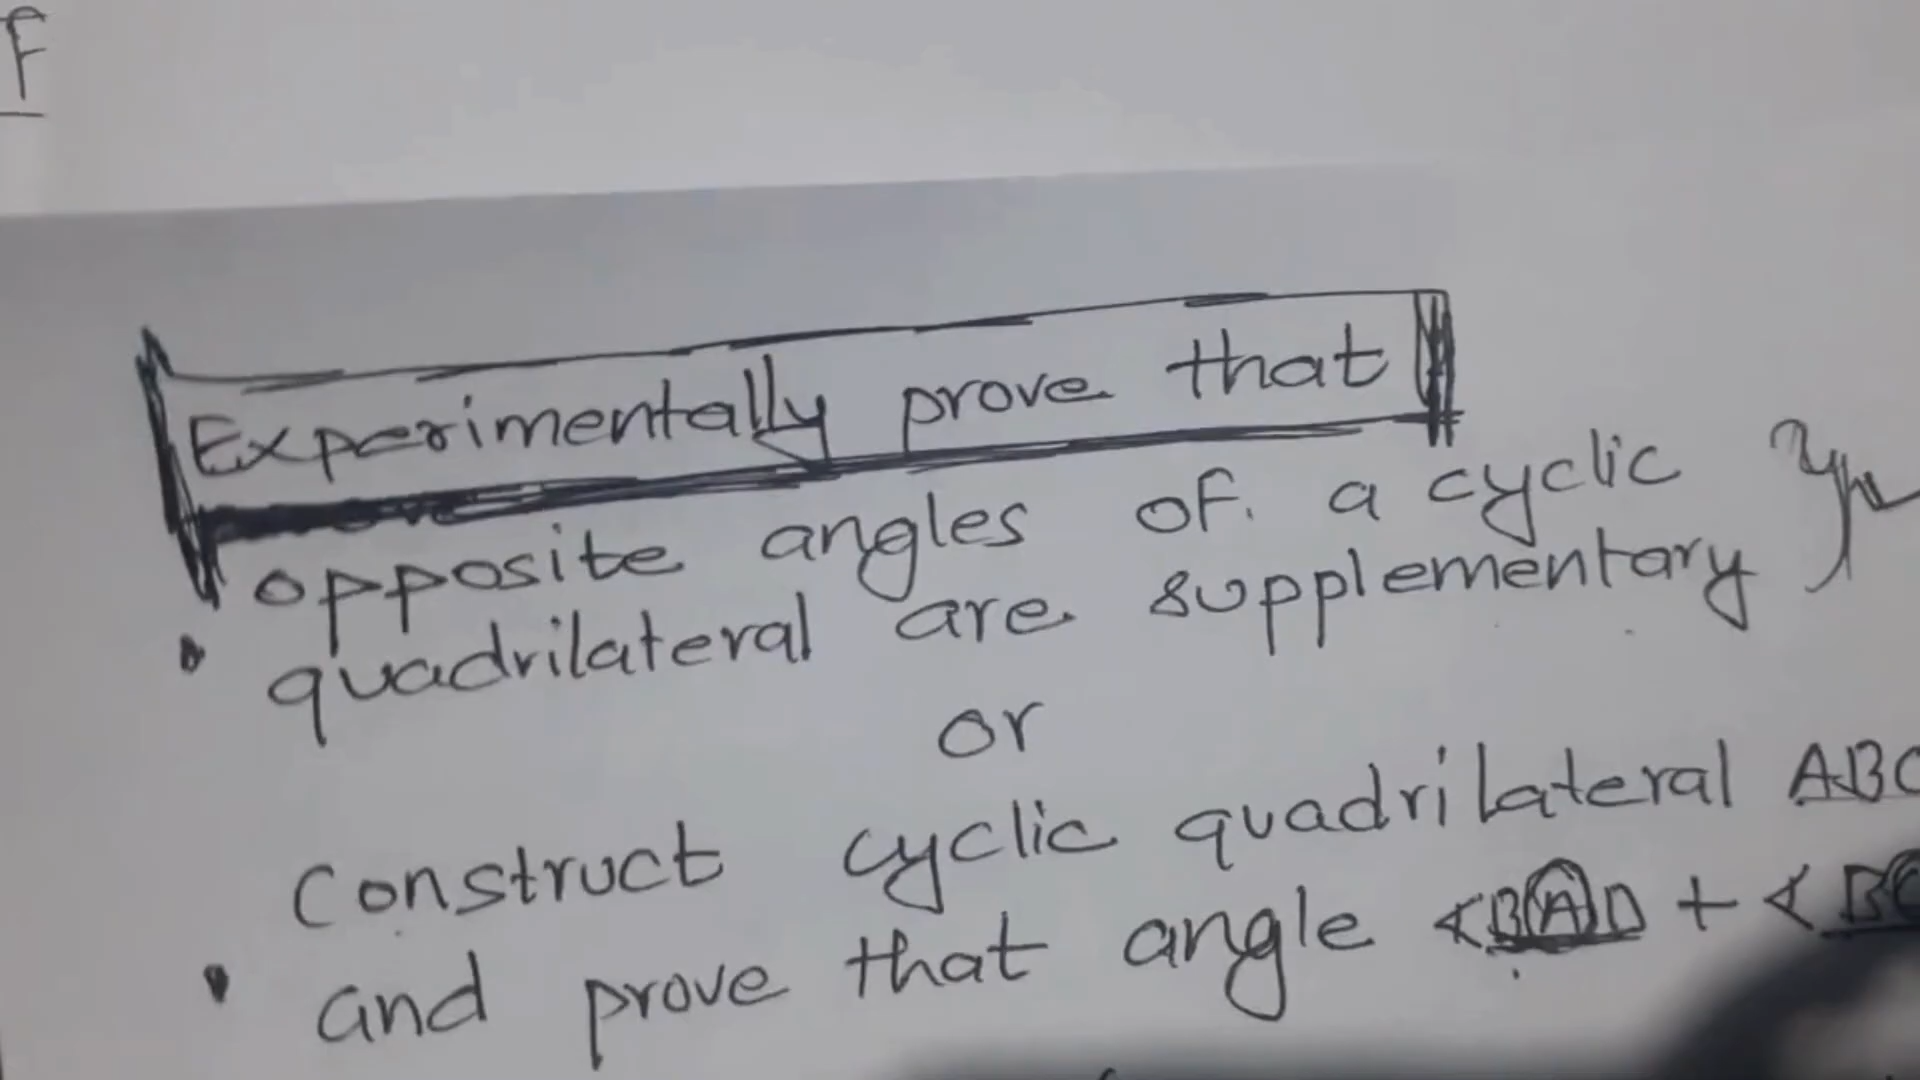 F
Experimentally prove that
opposite angles of a cyclic
quadrilateral are supplementary
or
Construct cyclic quadrilateral ABC
and prove that angle ∢BAD + ∢BC